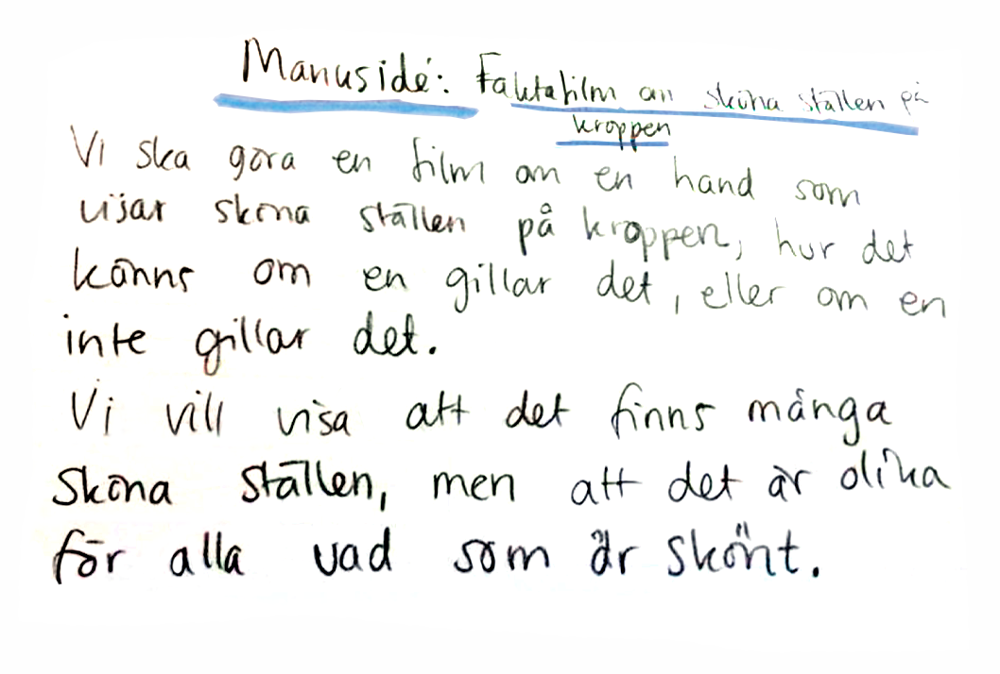 Manusidé: Faktafilm om sköna ställen på
kroppen
Vi ska göra en film om en hand som
visar sköna ställen på kroppen, hur det
känns om en gillar det, eller om en
inte gillar det.
Vi vill visa att det finns många
sköna ställen, men att det är olika
för alla vad som är skönt.